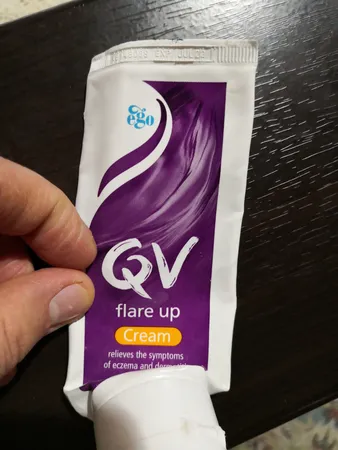 ego
QV
flare up
Cream
relieves the symptoms
of eczema and